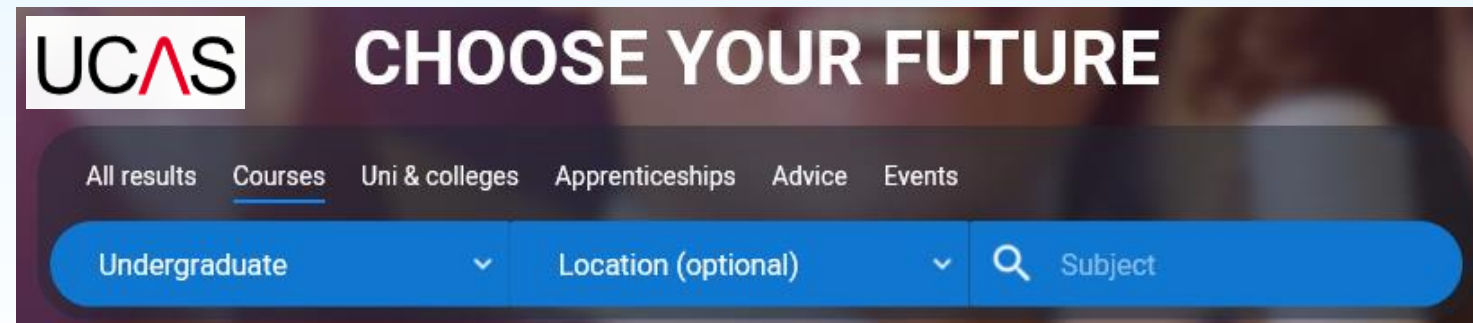 UCAS CHOOSE YOUR FUTURE
All results Courses Uni & colleges Apprenticeships Advice Events
Undergraduate Location (optional) Subject